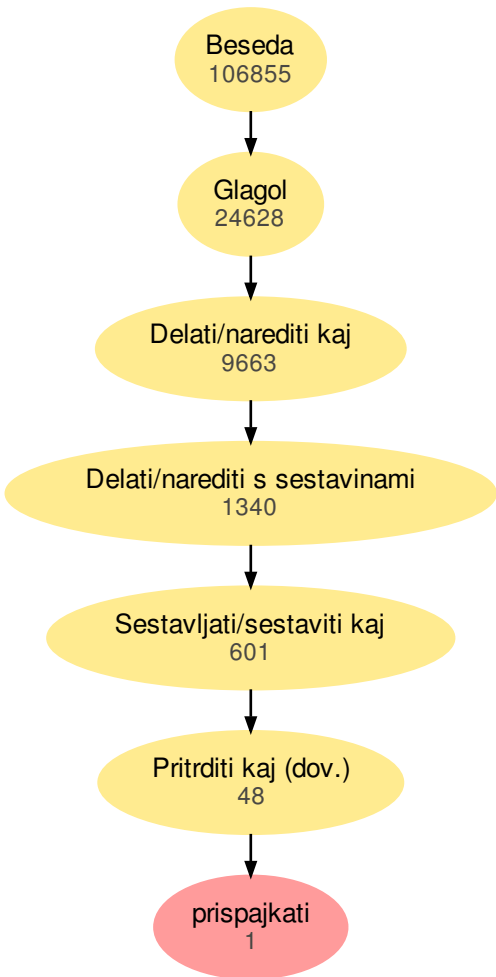 Beseda
106855
Glagol
24628
Delati/narediti kaj
9663
Delati/narediti s sestavinami
1340
Sestavljati/sestaviti kaj
601
Pritrditi kaj (dov.)
48
prispajkati
1